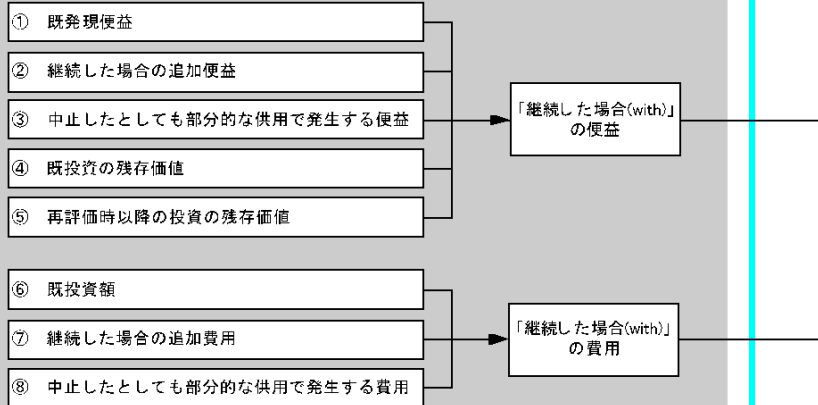 ① 既発現便益
② 継続した場合の追加便益
③ 中止したとしても部分的な供用で発生する便益
④ 既投資の残存価値
⑤ 再評価時以降の投資の残存価値
「継続した場合(with)」
の便益
⑥ 既投資額
⑦ 継続した場合の追加費用
⑧ 中止したとしても部分的な供用で発生する費用
「継続した場合(with)」
の費用